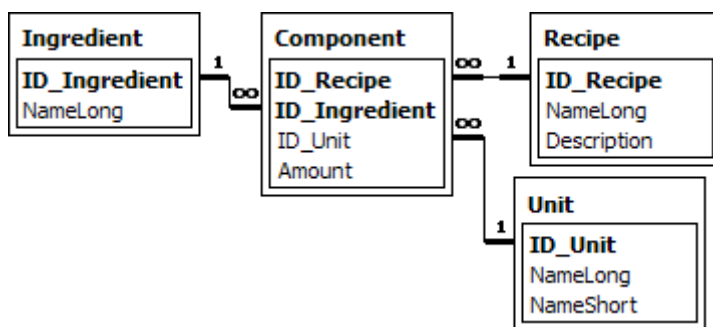 Ingredient
ID_Ingredient
NameLong
1
∞
Component
ID_Recipe
ID_Ingredient
ID_Unit
Amount
∞
1
∞
1
Recipe
ID_Recipe
NameLong
Description
Unit
ID_Unit
NameLong
NameShort